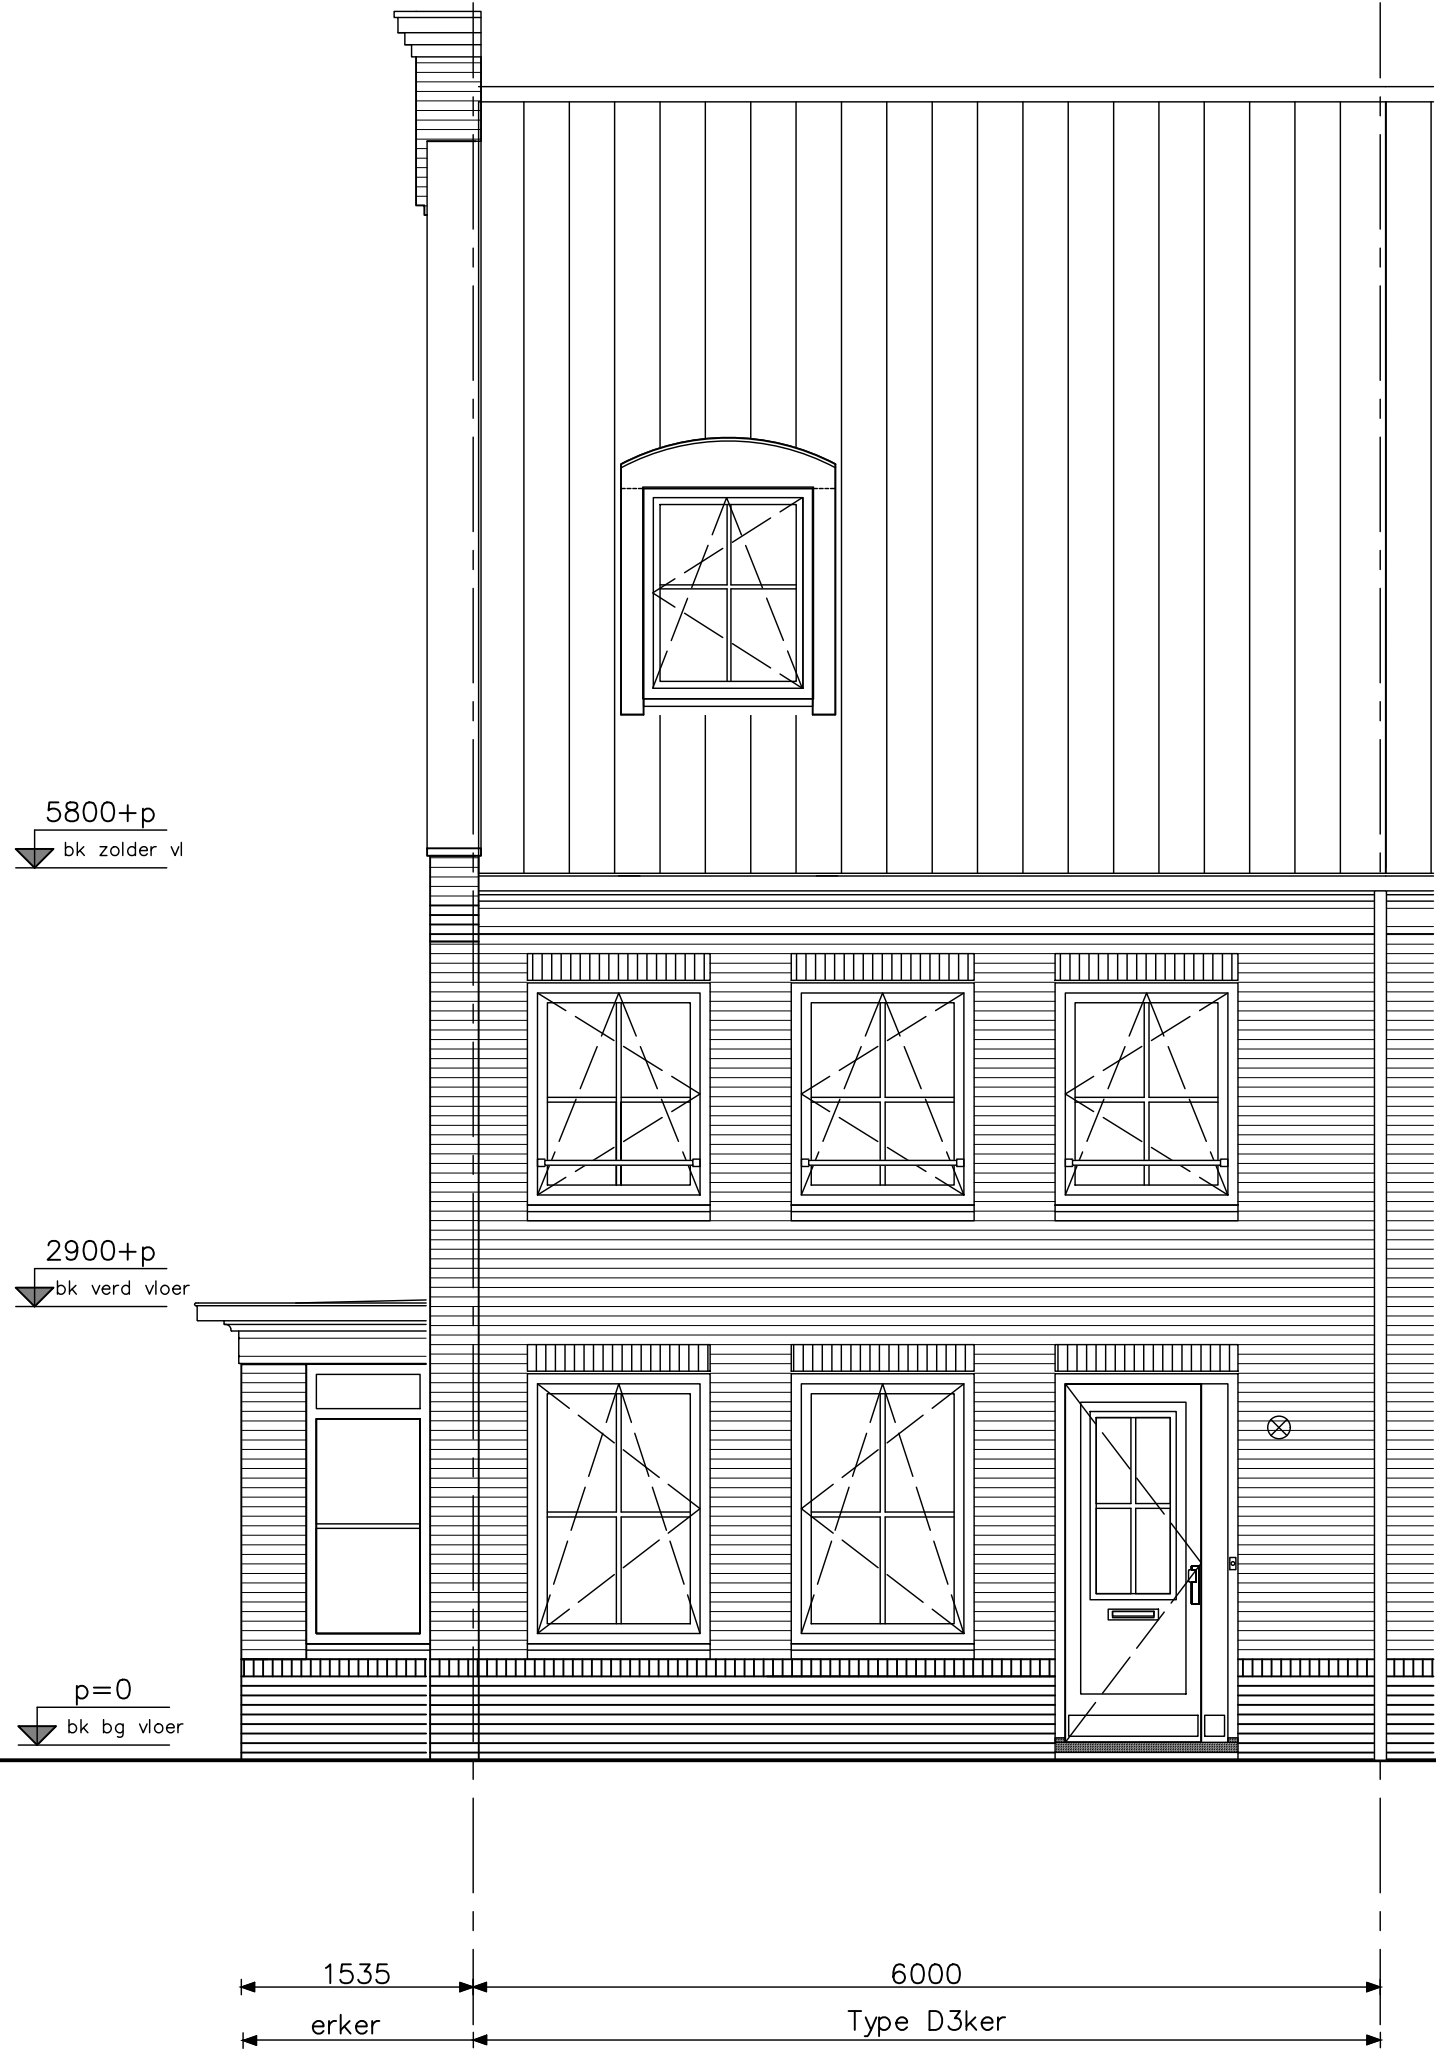 5800+p
bk zolder vl
2900+p
bk verd vloer
p=0
bk bg vloer
1535
6000
erker
Type D3ker